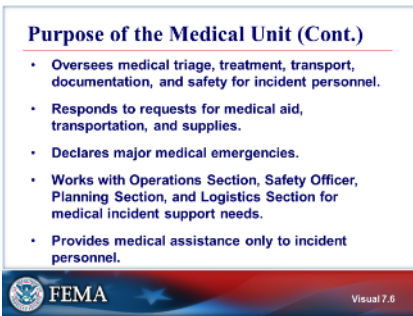 Purpose of the Medical Unit (Cont.)
• Oversees medical triage, treatment, transport,
documentation, and safety for incident personnel.
• Responds to requests for medical aid,
transportation, and supplies.
• Declares major medical emergencies.
• Works with Operations Section, Safety Officer,
Planning Section, and Logistics Section for
medical incident support needs.
• Provides medical assistance only to incident
personnel.
FEMA
Visual 7.6